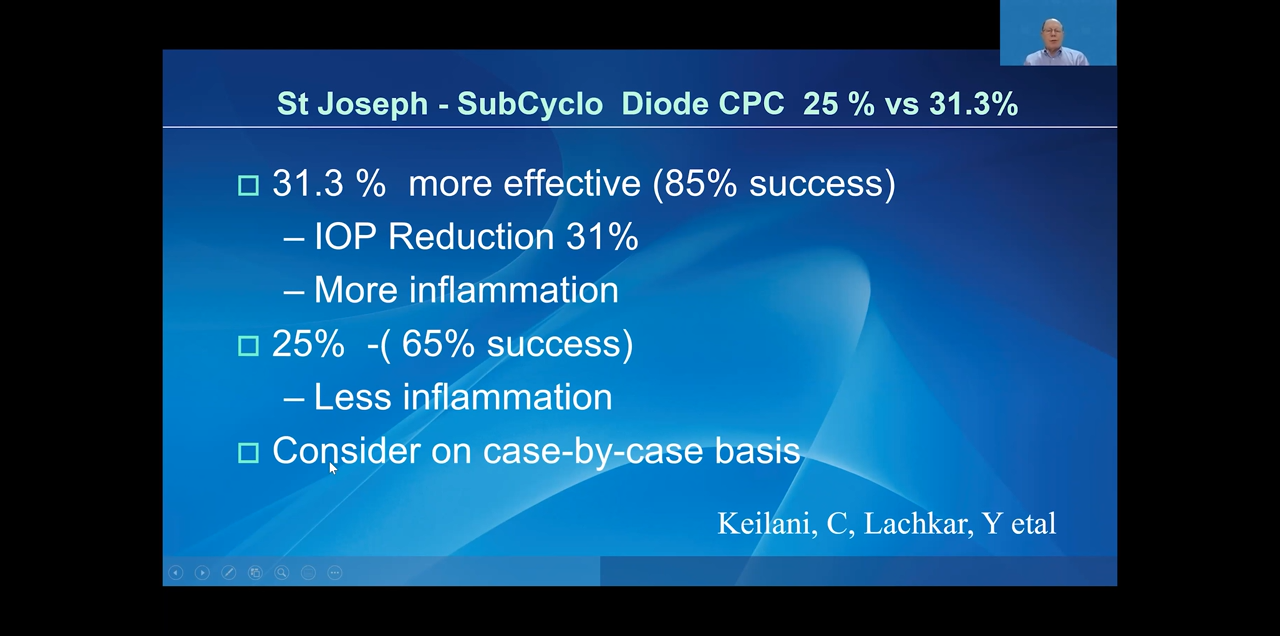 St Joseph - SubCyclo Diode CPC 25 % vs 31.3%
31.3 % more effective (85% success)
– IOP Reduction 31%
– More inflammation
25% -( 65% success)
– Less inflammation
Consider on case-by-case basis
Keilani, C, Lachkar, Y etal